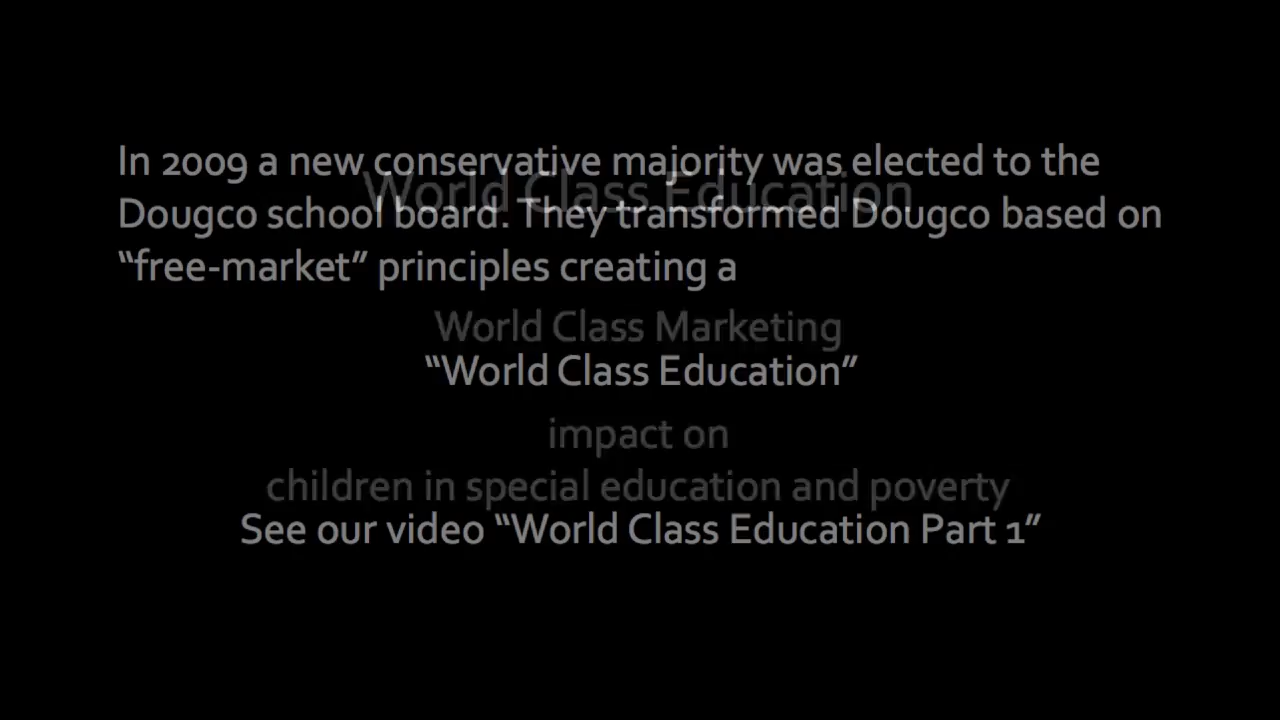 In 2009 a new conservative majority was elected to the
World Class Education
Dougco school board. They transformed Dougco based on
“free-market” principles creating a
World Class Marketing
“World Class Education”
impact on
children in special education and poverty
See our video “World Class Education Part 1”